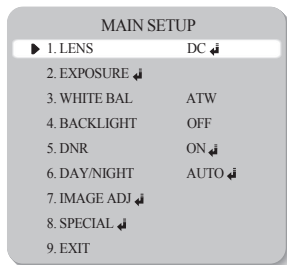 MAIN SETUP
1. LENS DC
2. EXPOSURE
3. WHITE BAL ATW
4. BACKLIGHT OFF
5. DNR ON
6. DAY/NIGHT AUTO
7. IMAGE ADJ
8. SPECIAL
9. EXIT